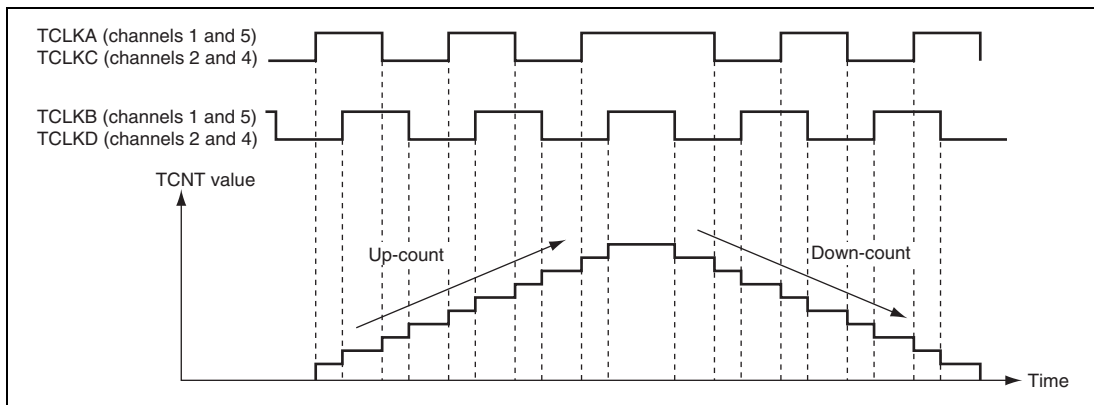 TCLKA (channels 1 and 5)
TCLKC (channels 2 and 4)
TCLKB (channels 1 and 5)
TCLKD (channels 2 and 4)
TCNT value
Up-count
Down-count
Time